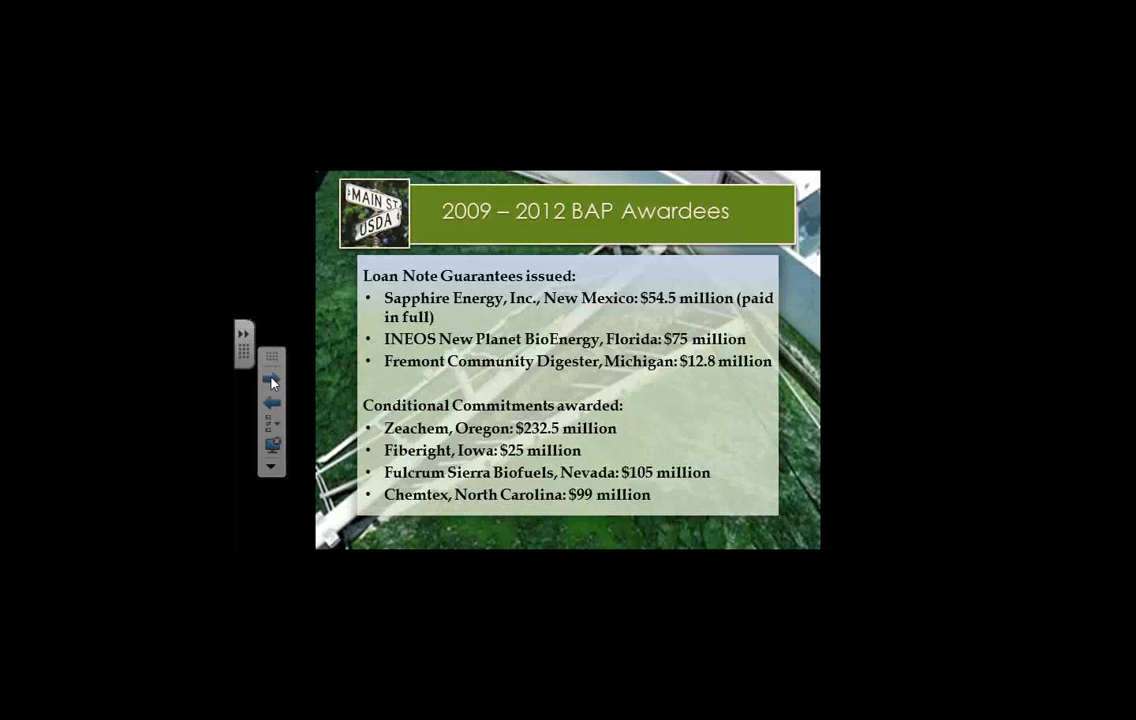 MAIN ST
USDA
2009 – 2012 BAP Awardees
Loan Note Guarantees issued:
• Sapphire Energy, Inc., New Mexico: $54.5 million (paid
in full)
• INEOS New Planet BioEnergy, Florida: $75 million
• Fremont Community Digester, Michigan: $12.8 million
Conditional Commitments awarded:
• Zeachem, Oregon: $232.5 million
• Fiberight, Iowa: $25 million
• Fulcrum Sierra Biofuels, Nevada: $105 million
• Chemtex, North Carolina: $99 million